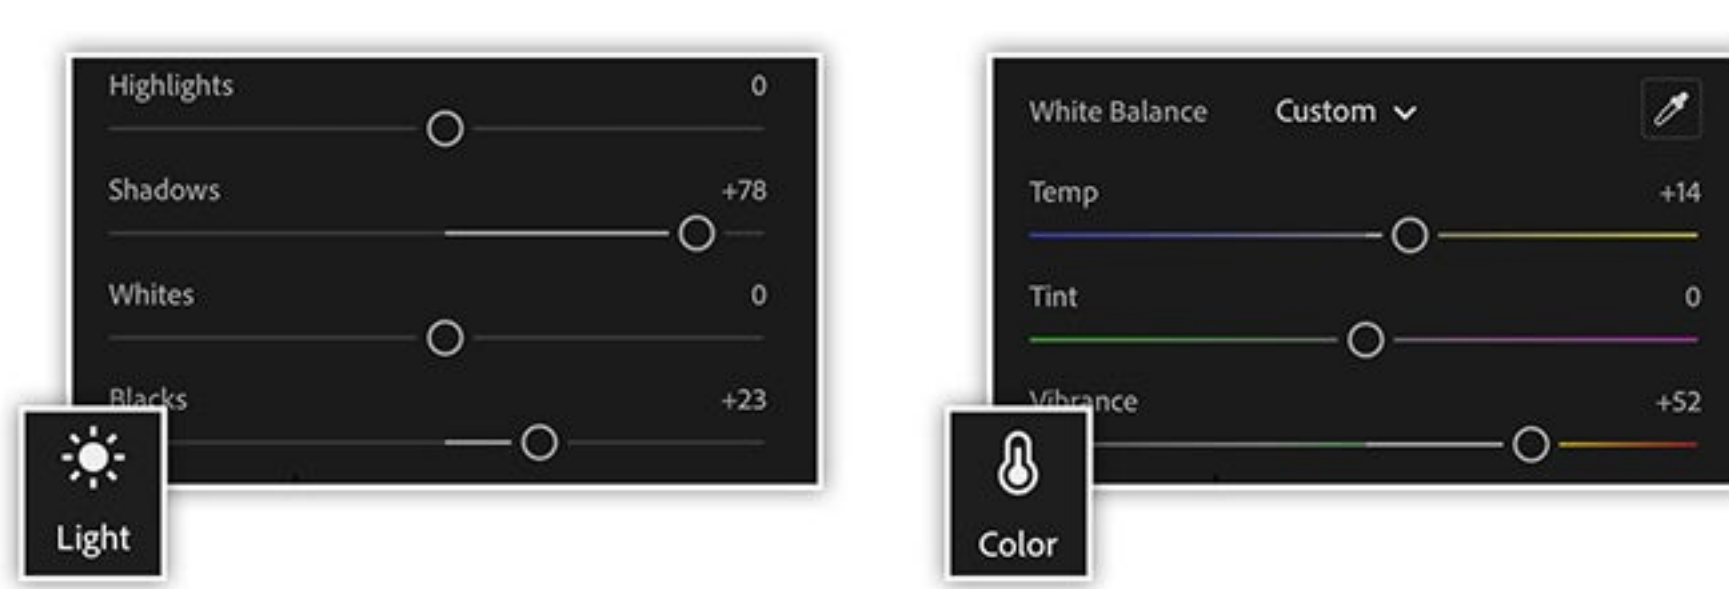 Highlights 0
Shadows +78
Whites 0
Blacks +23
Light
White Balance Custom
Temp +14
Tint 0
Vibrance +52
Color